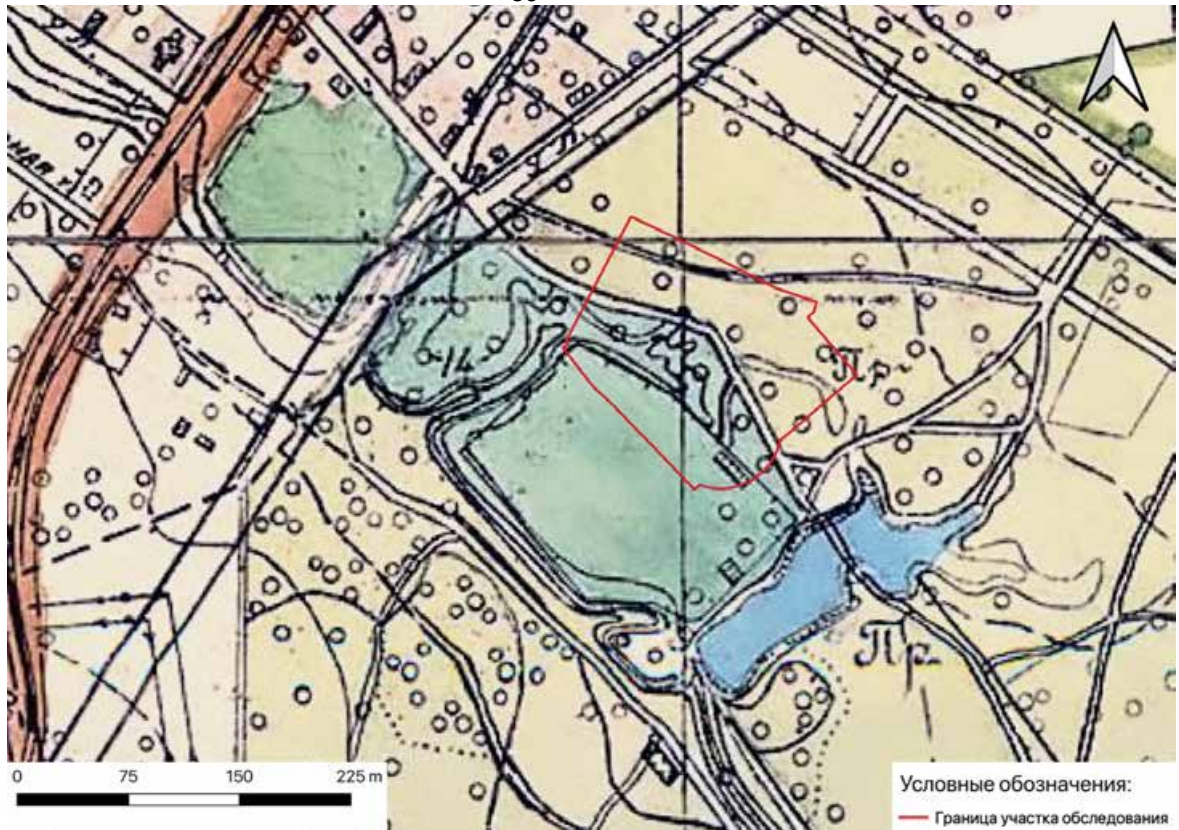 14
Пр.
Пр.
0 75 150 225 m
Условные обозначения:
Граница участка обследования